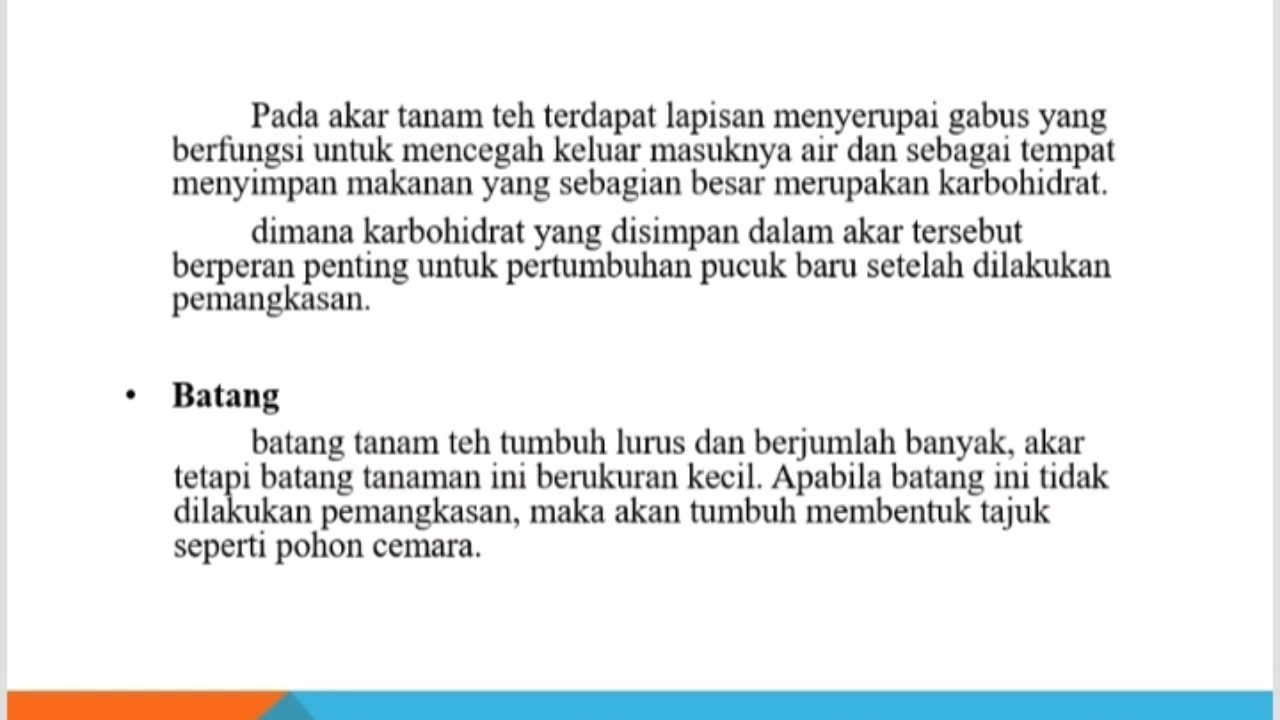 Pada akar tanam teh terdapat lapisan menyerupai gabus yang
berfungsi untuk mencegah keluar masuknya air dan sebagai tempat
menyimpan makanan yang sebagian besar merupakan karbohidrat.
dimana karbohidrat yang disimpan dalam akar tersebut
berperan penting untuk pertumbuhan pucuk baru setelah dilakukan
pemangkasan.
• Batang
batang tanam teh tumbuh lurus dan berjumlah banyak, akar
tetapi batang tanaman ini berukuran kecil. Apabila batang ini tidak
dilakukan pemangkasan, maka akan tumbuh membentuk tajuk
seperti pohon cemara.